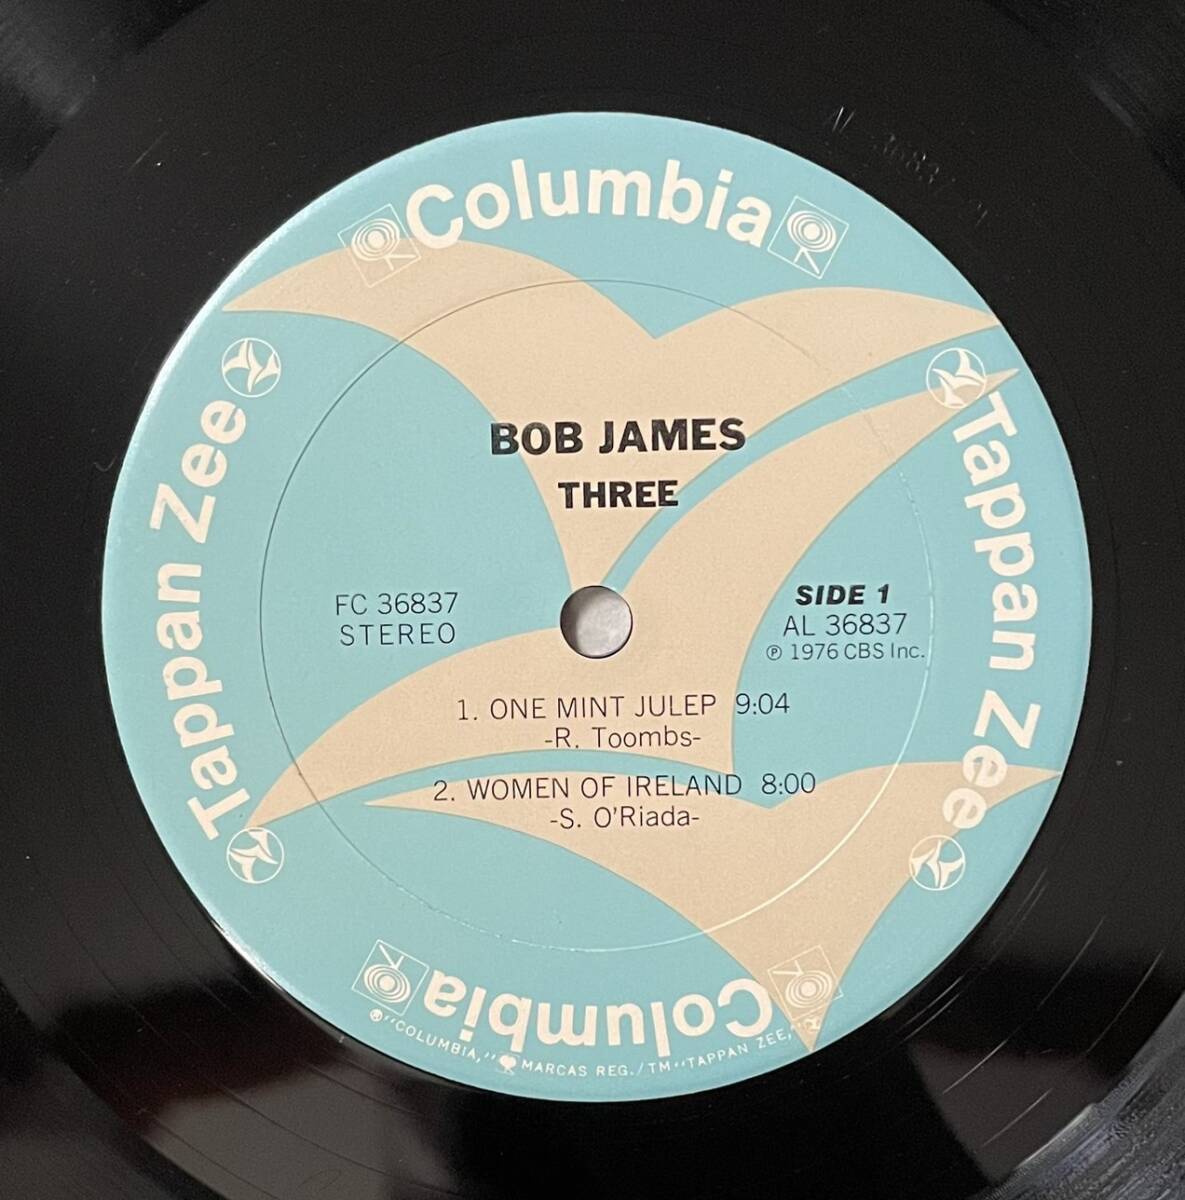 Columbia
Tappan Zee
Tappan Zee
BOB JAMES
THREE
FC 36837
STEREO
SIDE 1
AL 36837
℗ 1976 CBS Inc.
1. ONE MINT JULEP 9:04
-R. Toombs-
2. WOMEN OF IRELAND 8:00
-S. O'Riada-
Columbia
®"COLUMBIA," MARCAS REG./TM "TAPPAN ZEE,"